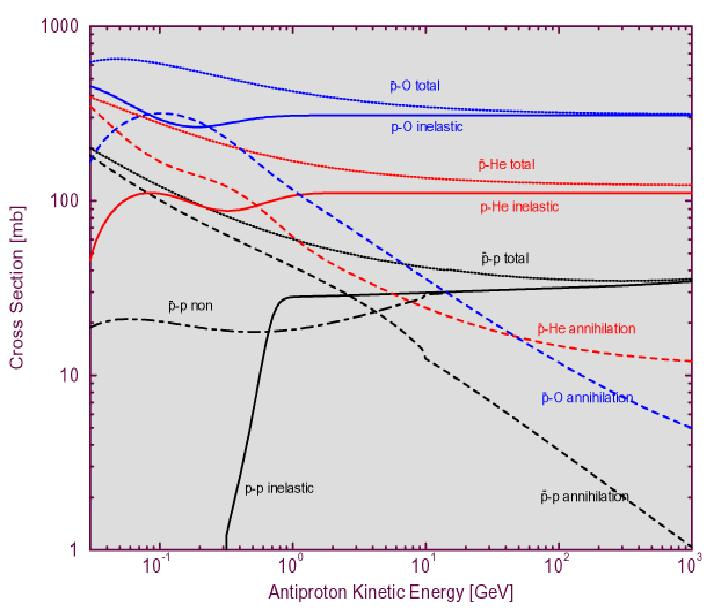 1000
p̄-O total
p-O inelastic
p̄-He total
100
p-He inelastic
p̄-p total
Cross Section [mb]
p̄-p non
p̄-He annihilation
10
p̄-O annihilation
p-p inelastic
p̄-p annihilation
1
10⁻¹ 10⁰ 10¹ 10² 10³
Antiproton Kinetic Energy [GeV]